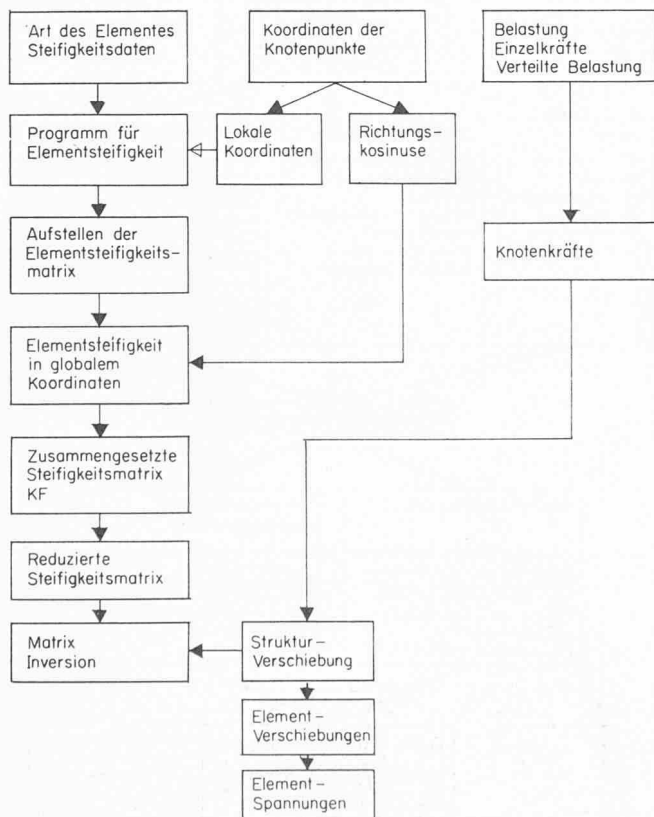 Art des Elementes
Steifigkeitsdaten
Koordinaten der
Knotenpunkte
Belastung
Einzelkräfte
Verteilte Belastung
Programm für
Elementsteifigkeit
Lokale
Koordinaten
Richtungs-
kosinuse
Aufstellen der
Elementsteifigkeits-
matrix
Knotenkräfte
Elementsteifigkeit
in globalem
Koordinaten
Zusammengesetzte
Steifigkeitsmatrix
KF
Reduzierte
Steifigkeitsmatrix
Matrix
Inversion
Struktur-
Verschiebung
Element-
Verschiebungen
Element-
Spannungen